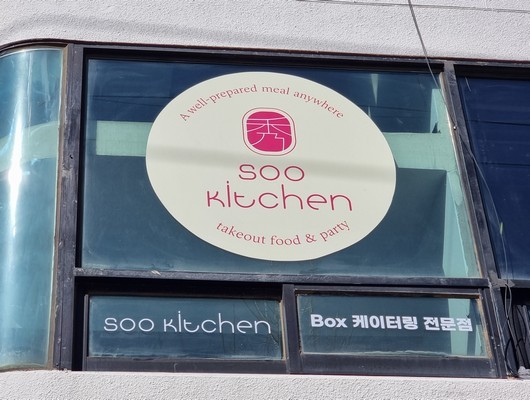 A well-prepared meal anywhere
秀
soo
kitchen
takeout food & party
soo kitchen
Box 케이터링 전문점